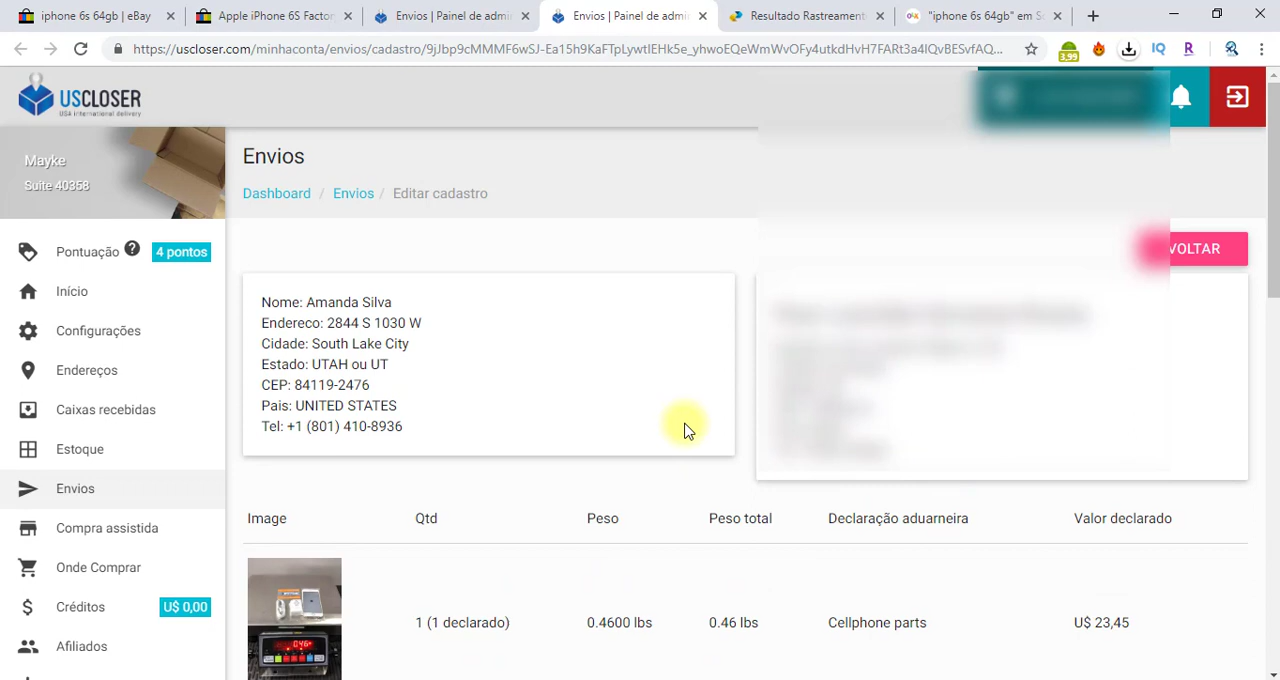 iphone 6s 64gb | eBay
Apple iPhone 6S Factor
Envios | Painel de admin
Envios | Painel de admin
Resultado Rastreament
"iphone 6s 64gb" em S
https://uscloser.com/minhaconta/envios/cadastro/9jJbp9cMMMF6wSJ-Ea15h9KaFTpLywtIEHk5e_yhwoEQeWmWvOFy4utkdHvH7FARt3a4IQvBESvfAQ...
3,99
IQ
R
USCLOSER
USA international delivery
Mayke
Suite 40358
Pontuação ? 4 pontos
Início
Configurações
Endereços
Caixas recebidas
Estoque
Envios
Compra assistida
Onde Comprar
Créditos U$ 0,00
Afiliados
Envios
Dashboard / Envios / Editar cadastro
VOLTAR
Nome: Amanda Silva
Endereco: 2844 S 1030 W
Cidade: South Lake City
Estado: UTAH ou UT
CEP: 84119-2476
Pais: UNITED STATES
Tel: +1 (801) 410-8936
Image Qtd Peso Peso total Declaração aduarneira Valor declarado
1 (1 declarado) 0.4600 lbs 0.46 lbs Cellphone parts U$ 23,45